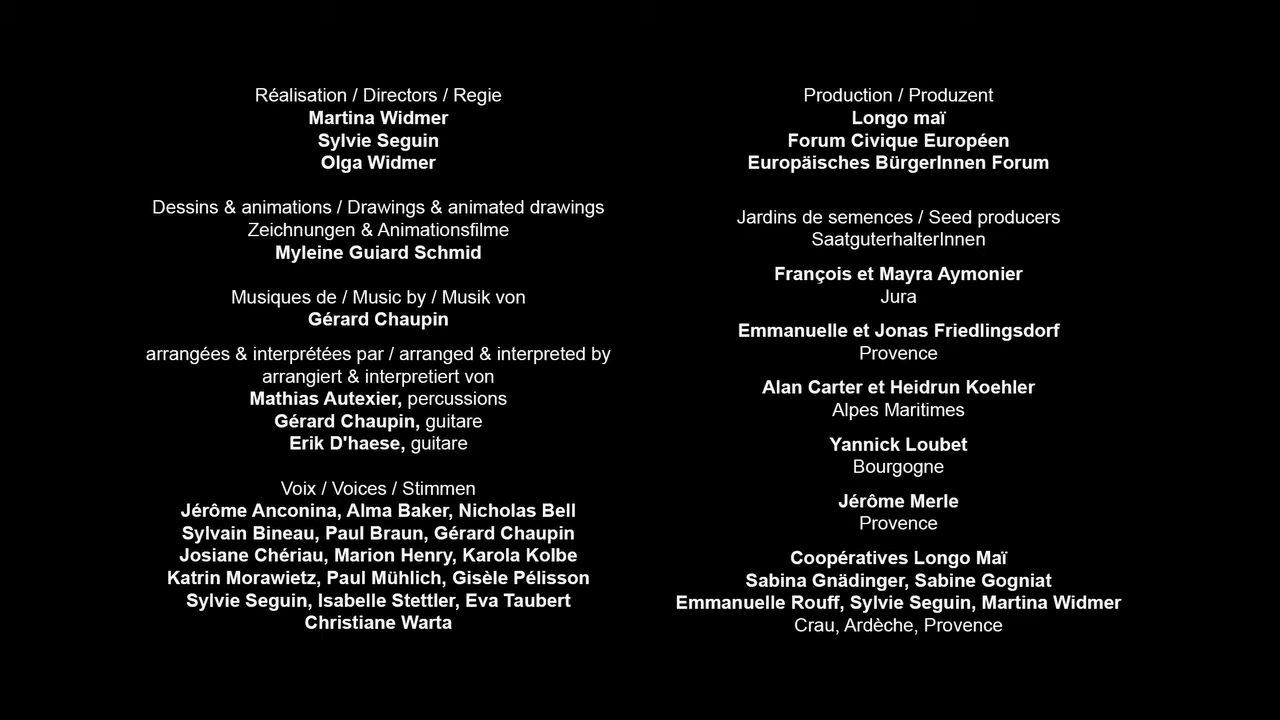 Réalisation / Directors / Regie
Martina Widmer
Sylvie Seguin
Olga Widmer
Dessins & animations / Drawings & animated drawings
Zeichnungen & Animationsfilme
Myleine Guiard Schmid
Musiques de / Music by / Musik von
Gérard Chaupin
arrangées & interprétées par / arranged & interpreted by
arrangiert & interpretiert von
Mathias Autexier, percussions
Gérard Chaupin, guitare
Erik D'haese, guitare
Voix / Voices / Stimmen
Jérôme Anconina, Alma Baker, Nicholas Bell
Sylvain Bineau, Paul Braun, Gérard Chaupin
Josiane Chériau, Marion Henry, Karola Kolbe
Katrin Morawietz, Paul Mühlich, Gisèle Pélisson
Sylvie Seguin, Isabelle Stettler, Eva Taubert
Christiane Warta
Production / Produzent
Longo maï
Forum Civique Européen
Europäisches BürgerInnen Forum
Jardins de semences / Seed producers
SaatguterhalterInnen
François et Mayra Aymonier
Jura
Emmanuelle et Jonas Friedlingsdorf
Provence
Alan Carter et Heidrun Koehler
Alpes Maritimes
Yannick Loubet
Bourgogne
Jérôme Merle
Provence
Coopératives Longo Maï
Sabina Gnädinger, Sabine Gogniat
Emmanuelle Rouff, Sylvie Seguin, Martina Widmer
Crau, Ardèche, Provence